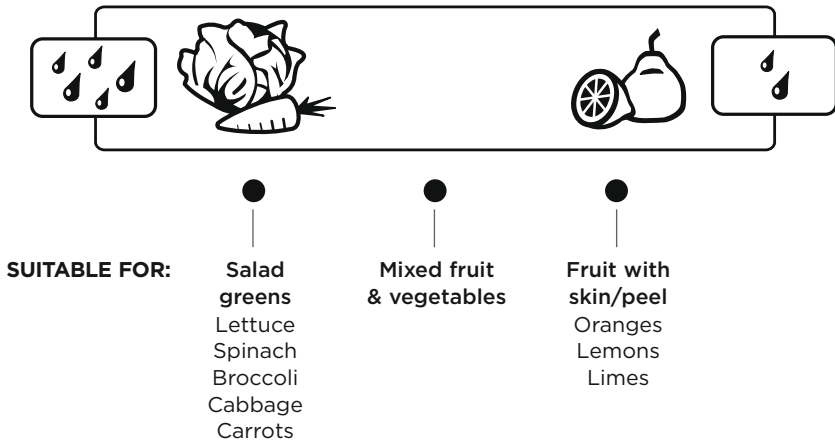 SUITABLE FOR:
Salad
greens
Lettuce
Spinach
Broccoli
Cabbage
Carrots
Mixed fruit
& vegetables
Fruit with
skin/peel
Oranges
Lemons
Limes